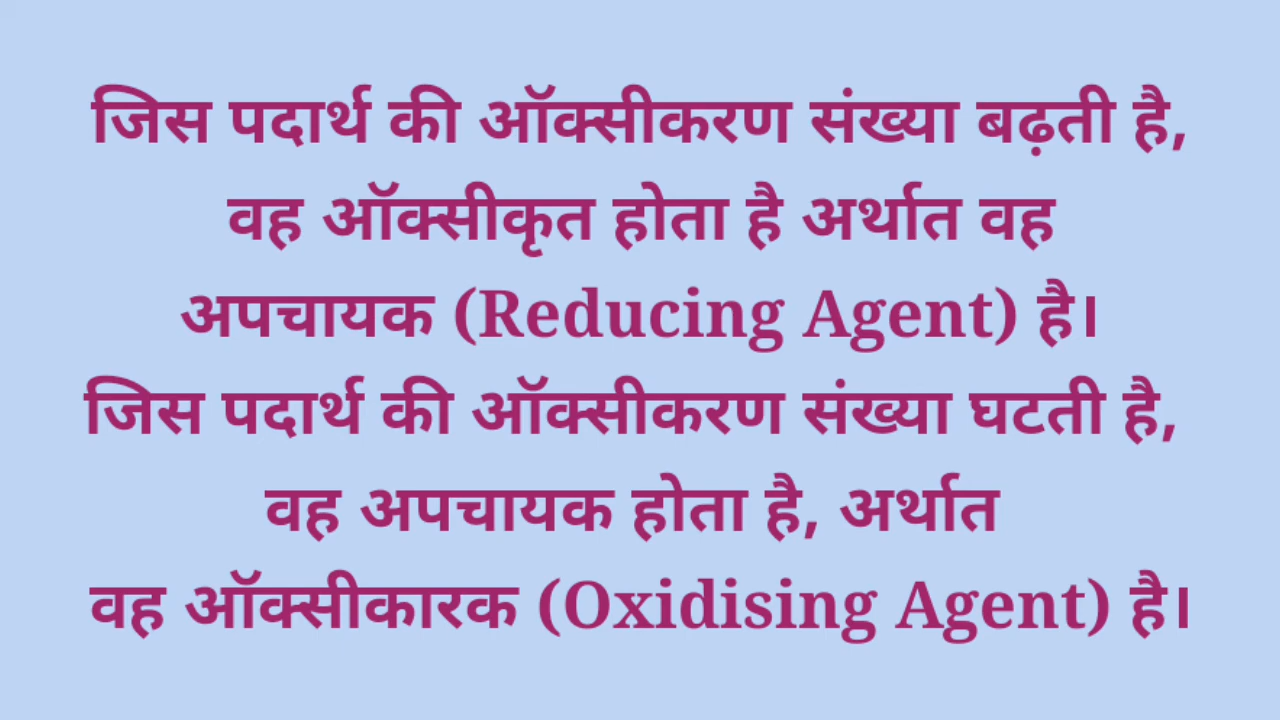 जिस पदार्थ की ऑक्सीकरण संख्या बढ़ती है,
वह ऑक्सीकृत होता है अर्थात वह
अपचायक (Reducing Agent) है।
जिस पदार्थ की ऑक्सीकरण संख्या घटती है,
वह अपचायक होता है, अर्थात
वह ऑक्सीकारक (Oxidising Agent) है।